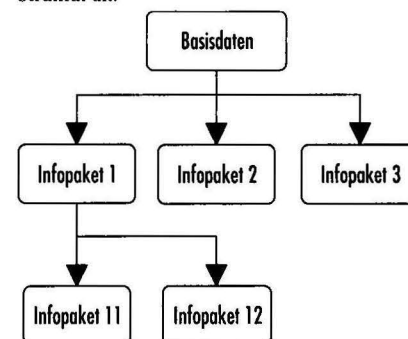 Basisdaten
Infopaket 1
Infopaket 2
Infopaket 3
Infopaket 11
Infopaket 12